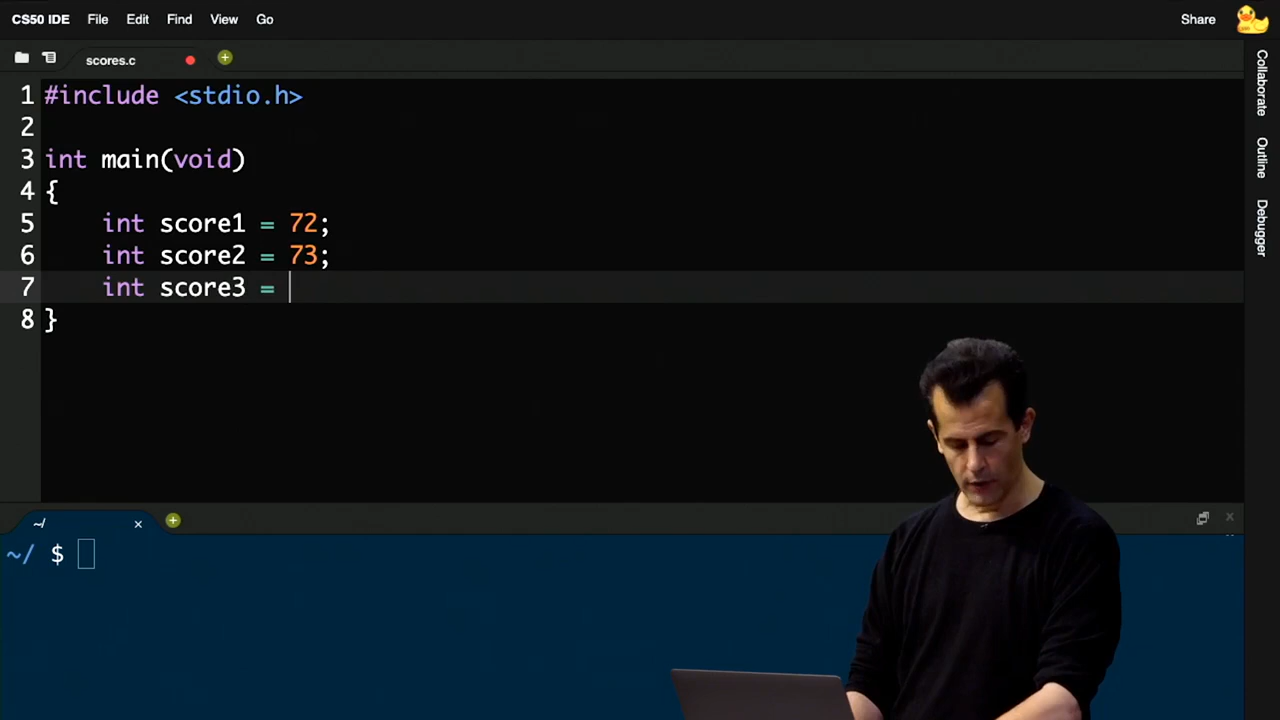 CS50 IDE File Edit Find View Go Share
scores.c
1 #include <stdio.h>
2
3 int main(void)
4 {
5     int score1 = 72;
6     int score2 = 73;
7     int score3 =
8 }
Collaborate
Outline
Debugger
~/
~/ $